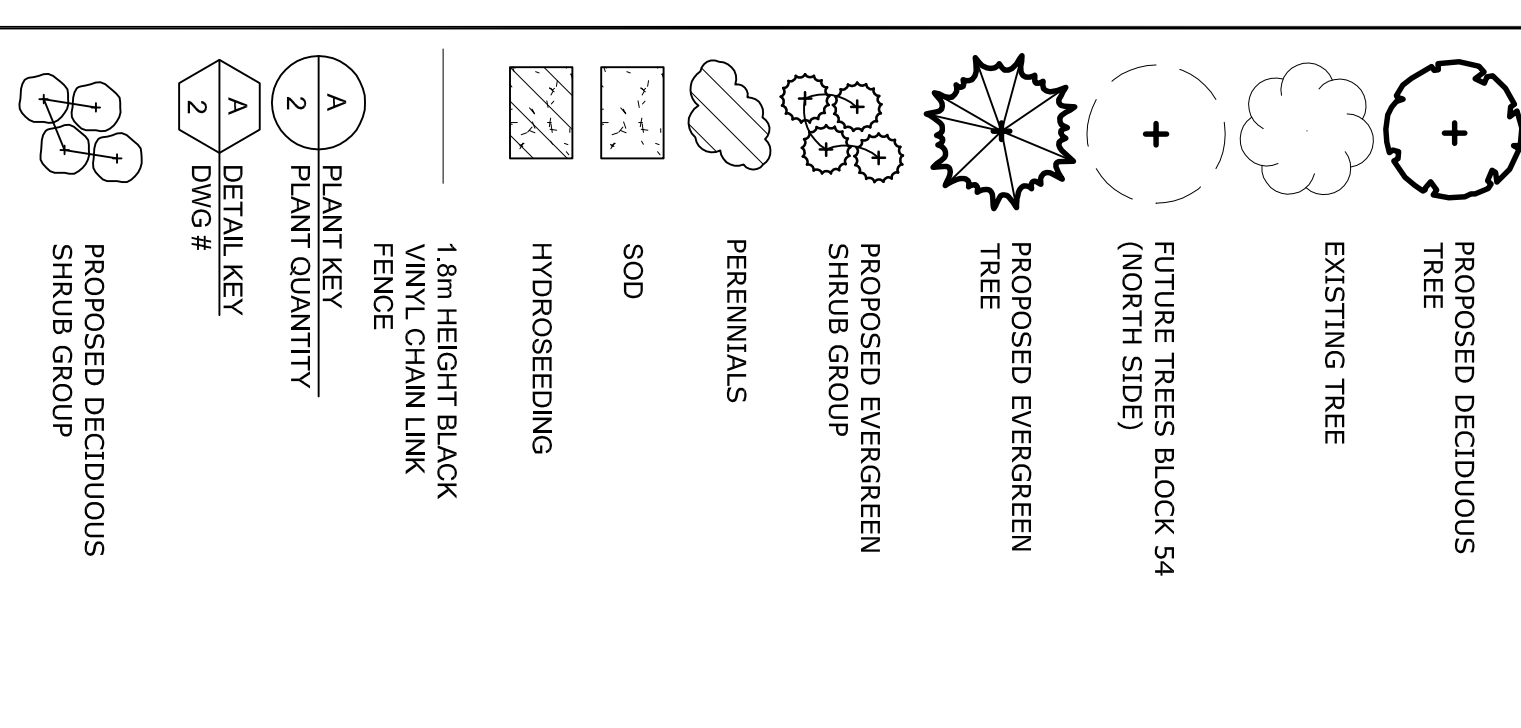 PROPOSED DECIDUOUS
TREE
EXISTING TREE
FUTURE TREES BLOCK 54
(NORTH SIDE)
PROPOSED EVERGREEN
TREE
PROPOSED EVERGREEN
SHRUB GROUP
PERENNIALS
SOD
HYDROSEEDING
1.8m HEIGHT BLACK
VINYL CHAIN LINK
FENCE
A PLANT KEY
2 PLANT QUANTITY
A DETAIL KEY
2 DWG #
PROPOSED DECIDUOUS
SHRUB GROUP